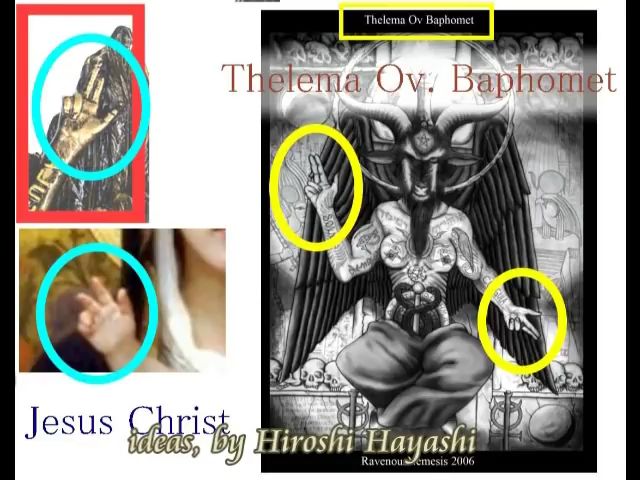 Thelema Ov Baphomet
Thelema Ov. Baphomet
Jesus Christ
ideas, by Hiroshi Hayashi
Ravenous Nemesis 2006